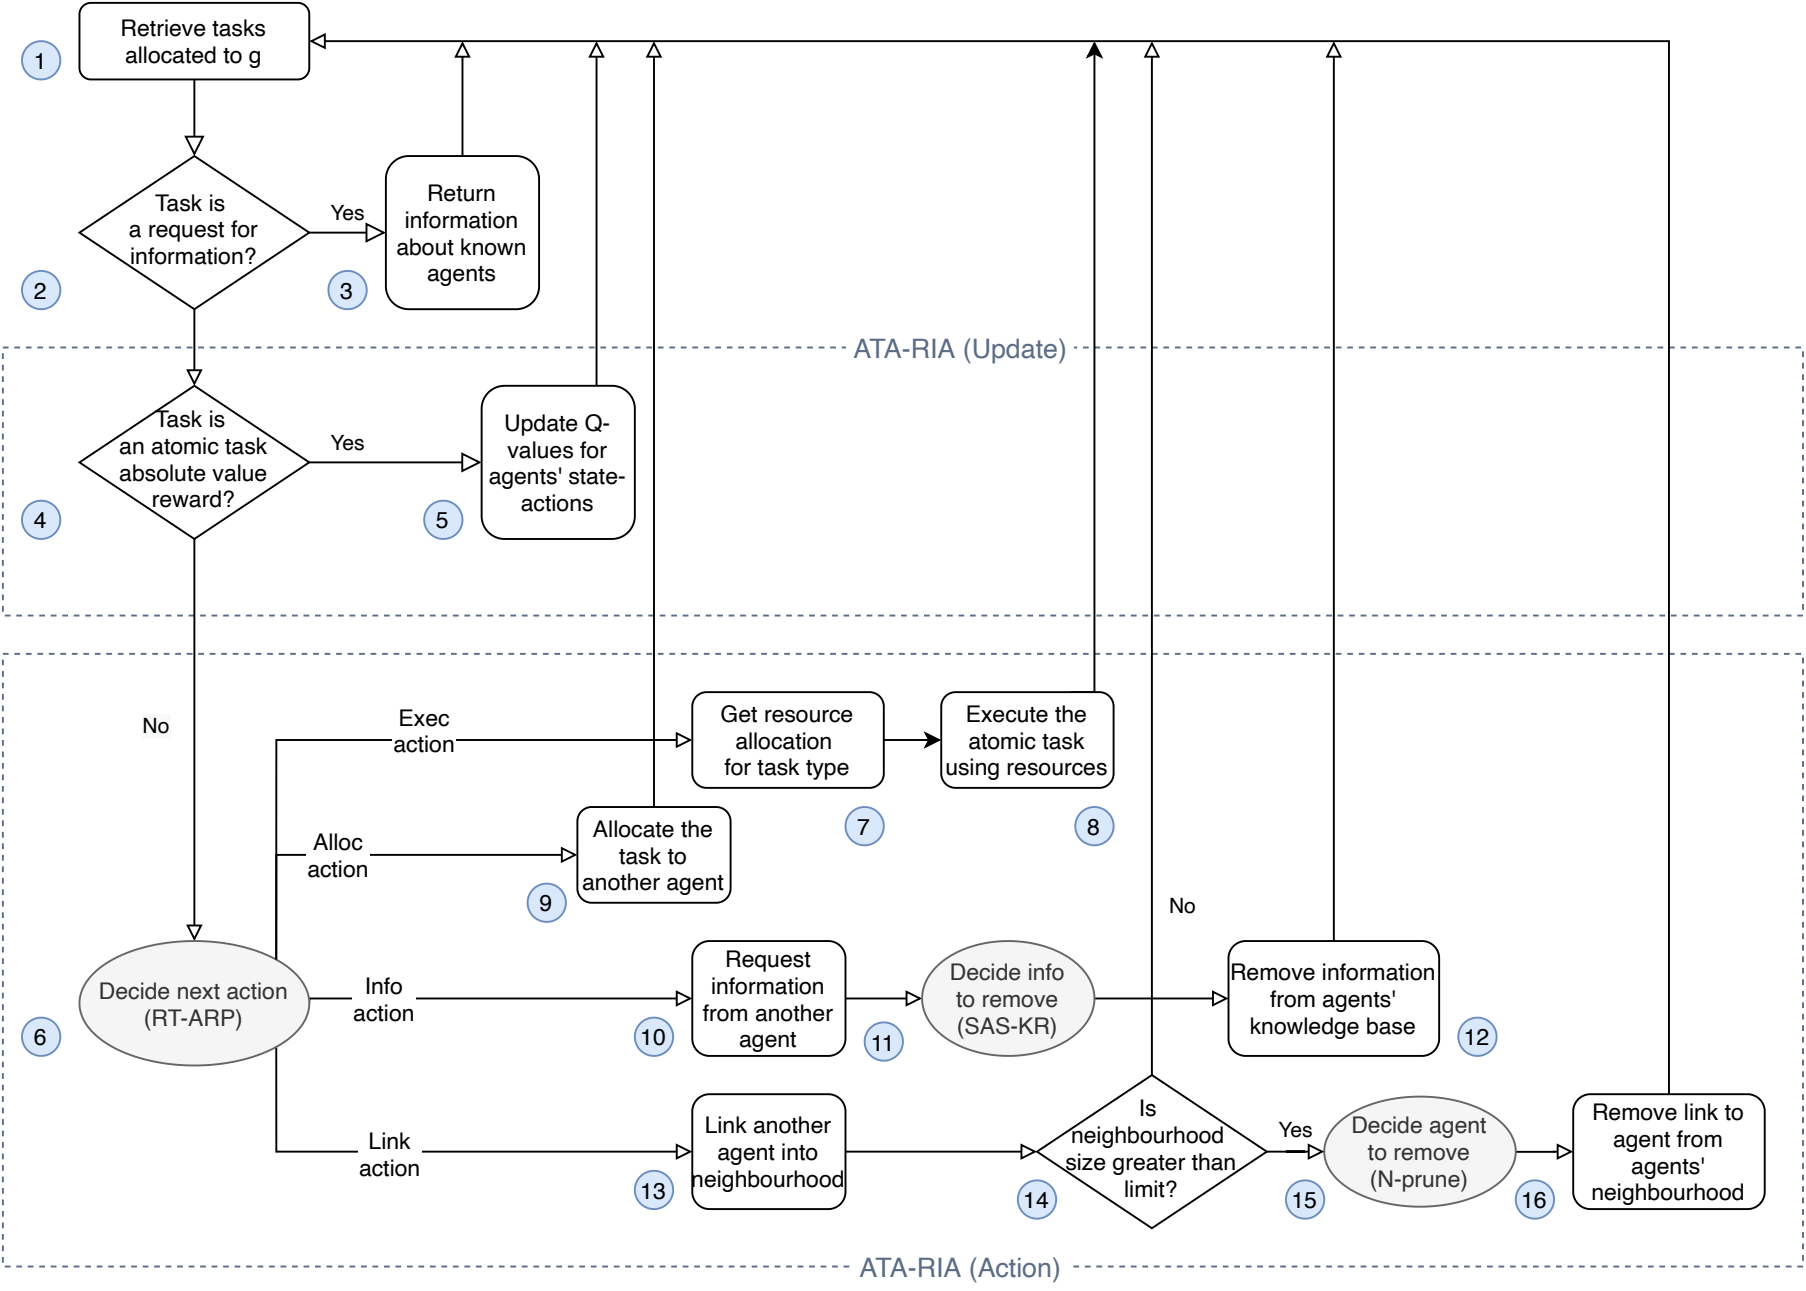 Retrieve tasks
allocated to g
1
Task is
a request for
information?
Yes
2
3
Return
information
about known
agents
ATA-RIA (Update)
Task is
an atomic task
absolute value
reward?
Yes
4
5
Update Q-
values for
agents' state-
actions
No
Exec
action
Get resource
allocation
for task type
7
Execute the
atomic task
using resources
8
Alloc
action
Allocate the
task to
another agent
9
No
Decide next action
(RT-ARP)
6
Info
action
Request
information
from another
agent
10
Decide info
to remove
(SAS-KR)
11
Remove information
from agents'
knowledge base
12
Link
action
Link another
agent into
neighbourhood
13
Is
neighbourhood
size greater than
limit?
14
Yes
15
Decide agent
to remove
(N-prune)
16
Remove link to
agent from
agents'
neighbourhood
ATA-RIA (Action)